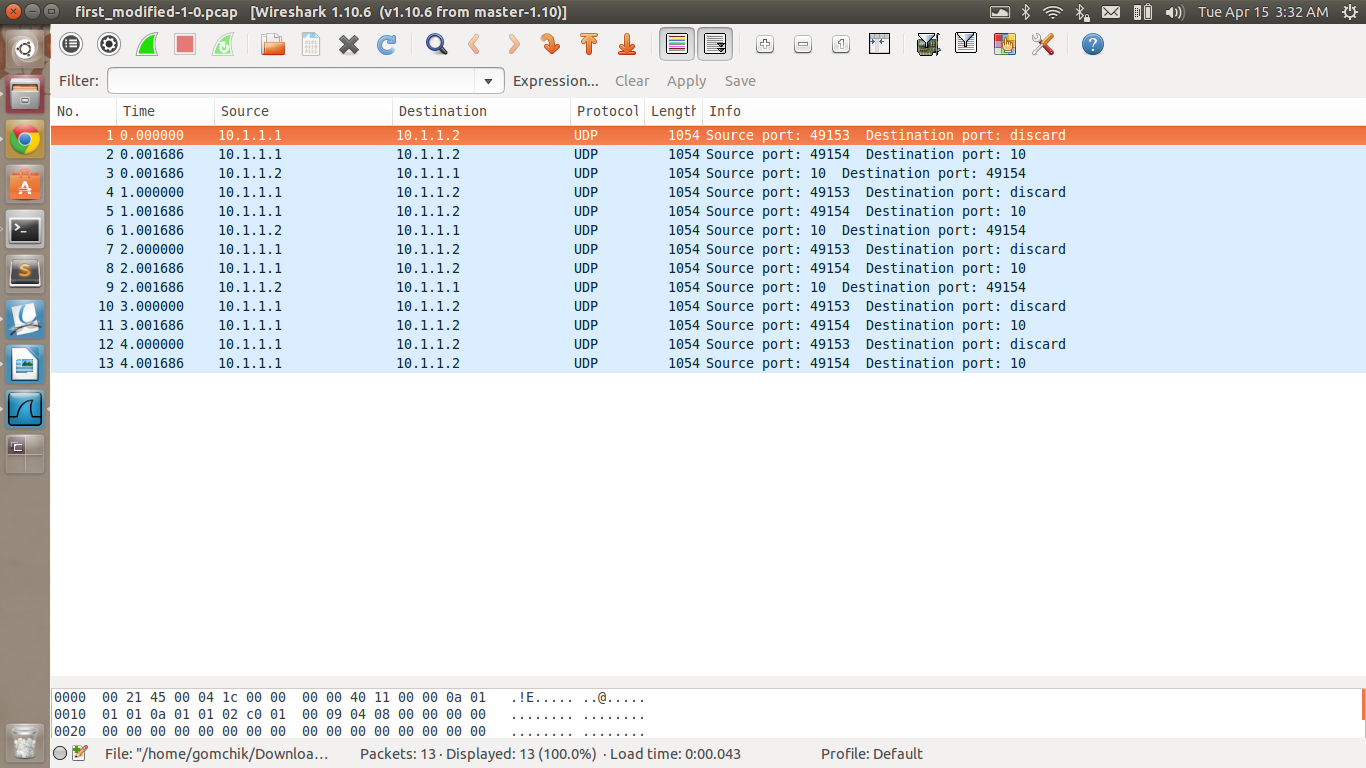 first_modified-1-0.pcap   [Wireshark 1.10.6  (v1.10.6 from master-1.10)]
Tue Apr 15 3:32 AM
Filter:
Expression... Clear Apply Save
No. Time Source Destination Protocol Length Info
1 0.000000 10.1.1.1 10.1.1.2 UDP 1054 Source port: 49153  Destination port: discard
2 0.001686 10.1.1.1 10.1.1.2 UDP 1054 Source port: 49154  Destination port: 10
3 0.001686 10.1.1.2 10.1.1.1 UDP 1054 Source port: 10  Destination port: 49154
4 1.000000 10.1.1.1 10.1.1.2 UDP 1054 Source port: 49153  Destination port: discard
5 1.001686 10.1.1.1 10.1.1.2 UDP 1054 Source port: 49154  Destination port: 10
6 1.001686 10.1.1.2 10.1.1.1 UDP 1054 Source port: 10  Destination port: 49154
7 2.000000 10.1.1.1 10.1.1.2 UDP 1054 Source port: 49153  Destination port: discard
8 2.001686 10.1.1.1 10.1.1.2 UDP 1054 Source port: 49154  Destination port: 10
9 2.001686 10.1.1.2 10.1.1.1 UDP 1054 Source port: 10  Destination port: 49154
10 3.000000 10.1.1.1 10.1.1.2 UDP 1054 Source port: 49153  Destination port: discard
11 3.001686 10.1.1.1 10.1.1.2 UDP 1054 Source port: 49154  Destination port: 10
12 4.000000 10.1.1.1 10.1.1.2 UDP 1054 Source port: 49153  Destination port: discard
13 4.001686 10.1.1.1 10.1.1.2 UDP 1054 Source port: 49154  Destination port: 10
0000  00 21 45 00 04 1c 00 00  00 00 40 11 00 00 0a 01   .!E..... ..@.....
0010  01 01 0a 01 01 02 c0 01  00 09 04 08 00 00 00 00   ........ ........
0020  00 00 00 00 00 00 00 00  00 00 00 00 00 00 00 00   ........ ........
File: "/home/gomchik/Downloa… Packets: 13 · Displayed: 13 (100.0%)  · Load time: 0:00.043 Profile: Default